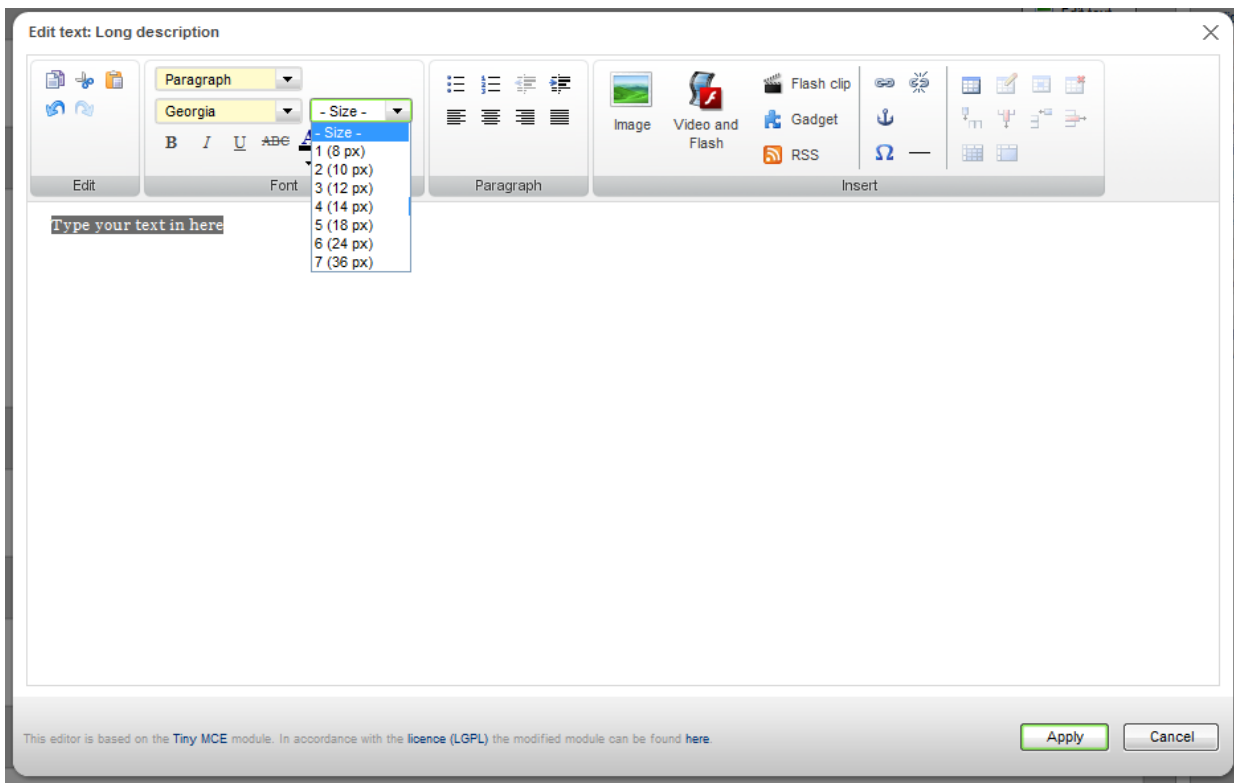 Edit text: Long description
Paragraph
Georgia
- Size -
B I U ABC
Edit
Font
- Size -
1 (8 px)
2 (10 px)
3 (12 px)
4 (14 px)
5 (18 px)
6 (24 px)
7 (36 px)
Paragraph
Image
Video and
Flash
Flash clip
Gadget
RSS
Ω
Insert
Type your text in here
This editor is based on the Tiny MCE module. In accordance with the licence (LGPL) the modified module can be found here.
Apply
Cancel